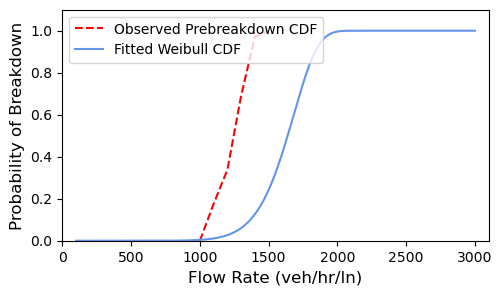 Observed Prebreakdown CDF
Fitted Weibull CDF
Probability of Breakdown
1.0
0.8
0.6
0.4
0.2
0.0
0 500 1000 1500 2000 2500 3000
Flow Rate (veh/hr/ln)